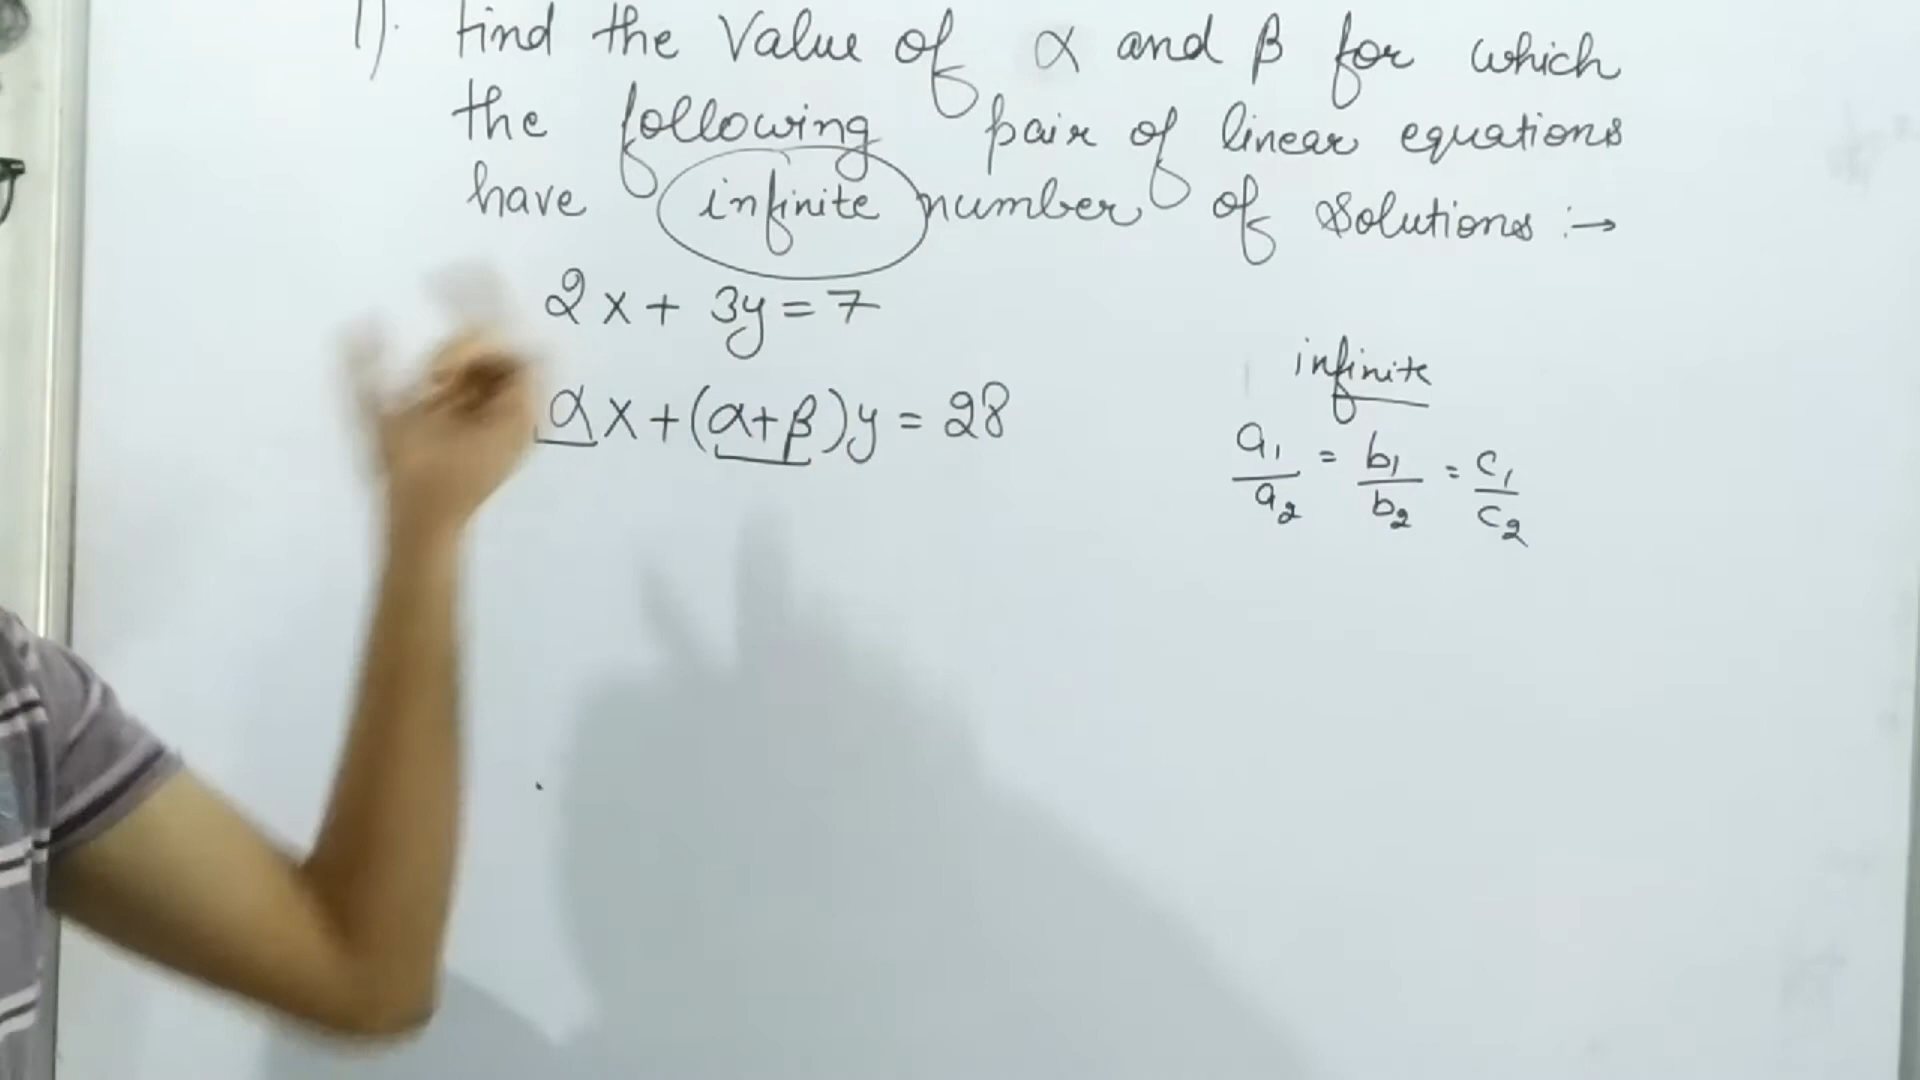 1). Find the Value of α and β for which
the following pair of linear equations
have infinite number of Solutions :→
2x + 3y = 7
αx + (α+β)y = 28
infinite
a₁/a₂ = b₁/b₂ = c₁/c₂